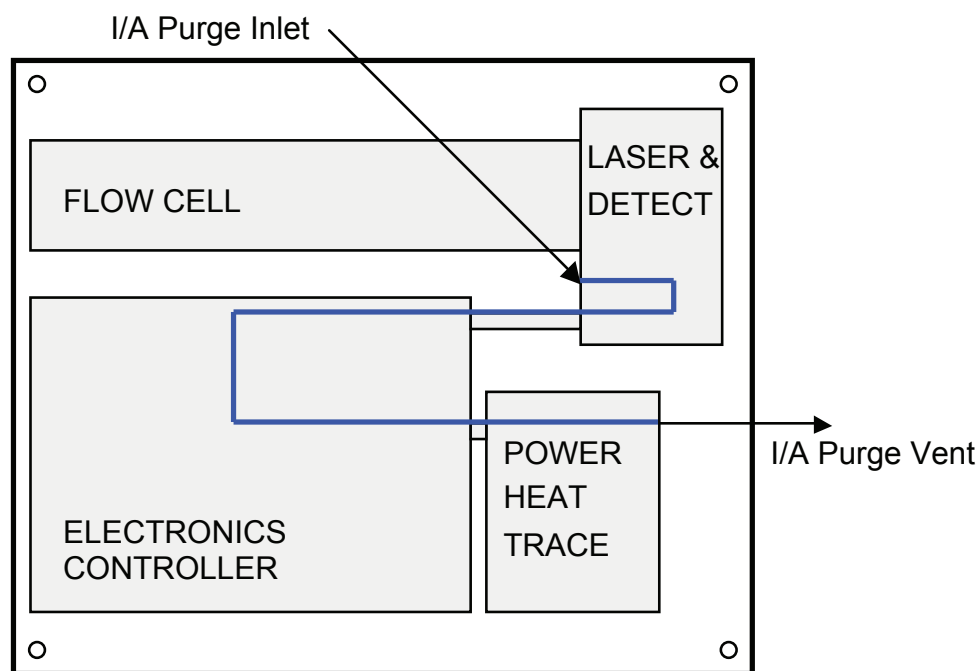 I/A Purge Inlet
LASER &
DETECT
FLOW CELL
I/A Purge Vent
POWER
HEAT
TRACE
ELECTRONICS
CONTROLLER